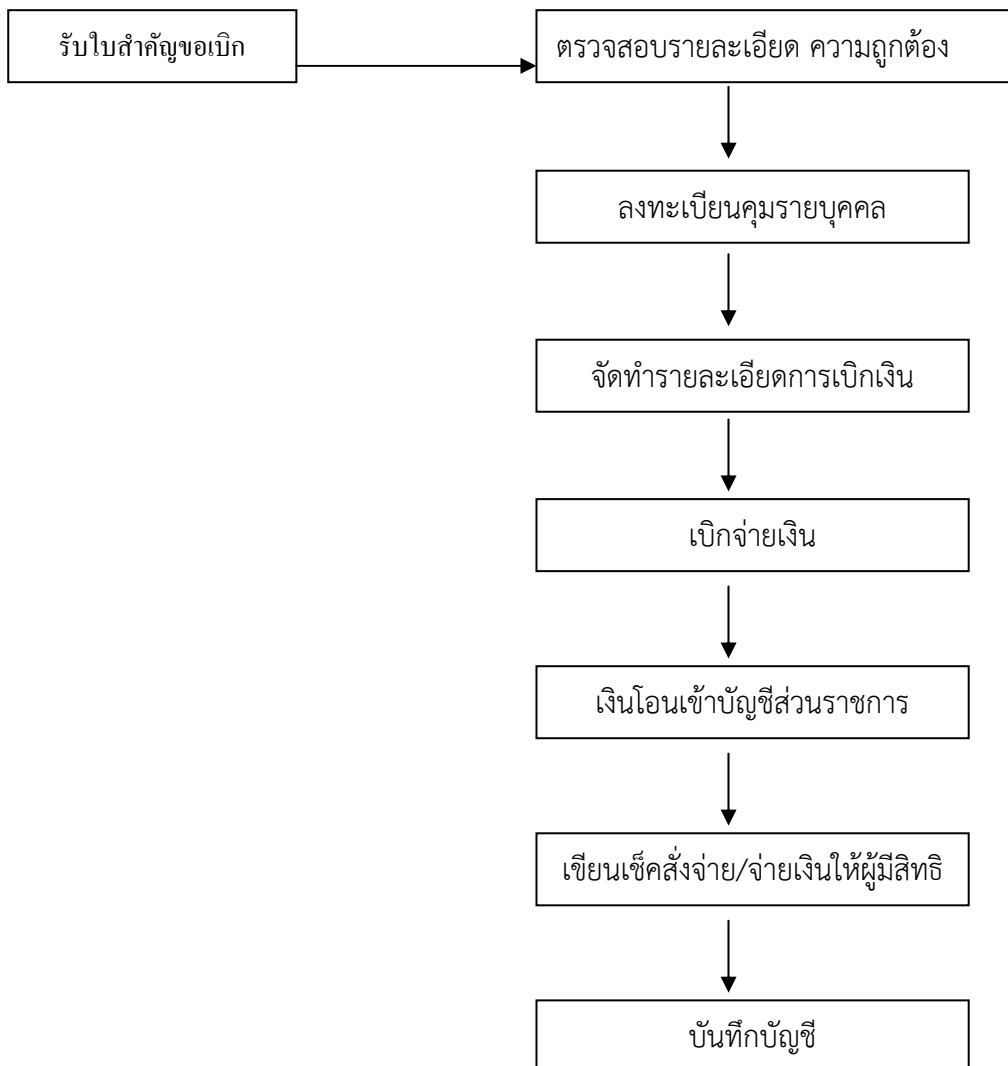 รับใบสำคัญขอเบิก
ตรวจสอบรายละเอียด ความถูกต้อง
ลงทะเบียนคุมรายบุคคล
จัดทำรายละเอียดการเบิกเงิน
เบิกจ่ายเงิน
เงินโอนเข้าบัญชีส่วนราชการ
เขียนเช็คสั่งจ่าย/จ่ายเงินให้ผู้มีสิทธิ
บันทึกบัญชี